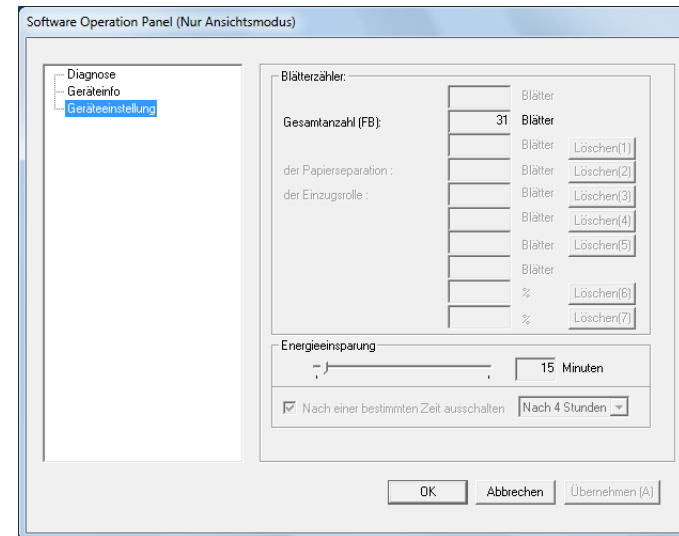 Software Operation Panel (Nur Ansichtsmodus)
Diagnose
Geräteinfo
Geräteeinstellung
Blätterzähler:
Blätter
Gesamtanzahl (FB): 31 Blätter
Blätter Löschen(1)
der Papierseparation : Blätter Löschen(2)
der Einzugsrolle : Blätter Löschen(3)
Blätter Löschen(4)
Blätter Löschen(5)
Blätter
% Löschen(6)
% Löschen(7)
Energieeinsparung
15 Minuten
Nach einer bestimmten Zeit ausschalten Nach 4 Stunden
OK Abbrechen Übernehmen (A)